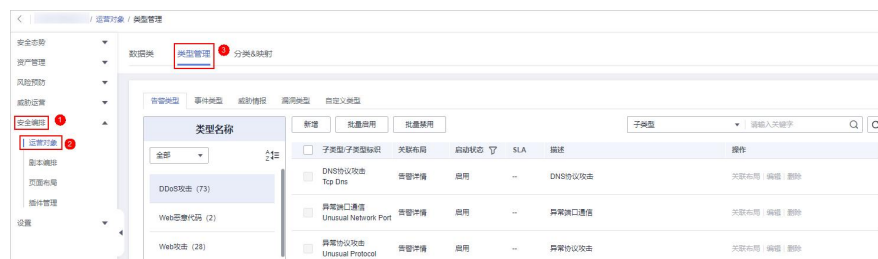 / 运营对象 / 类型管理
安全态势
资产管理
风险预防
威胁运营
安全编排 1
运营对象 2
剧本编排
页面布局
插件管理
设置
数据类 类型管理 3 分类&映射
告警类型 事件类型 威胁情报 漏洞类型 自定义类型
类型名称
全部
DDoS攻击 (73)
Web恶意代码 (2)
Web攻击 (28)
新增 批量启用 批量禁用 子类型 请输入关键字
子类型/子类型标识 关联布局 启动状态 SLA 描述 操作
DNS协议攻击
Tcp Dns
告警详情 启用 -- DNS协议攻击 关联布局 编辑 删除
异常端口通信
Unusual Network Port
告警详情 启用 -- 异常端口通信 关联布局 编辑 删除
异常协议攻击
Unusual Protocol
告警详情 启用 -- 异常协议攻击 关联布局 编辑 删除